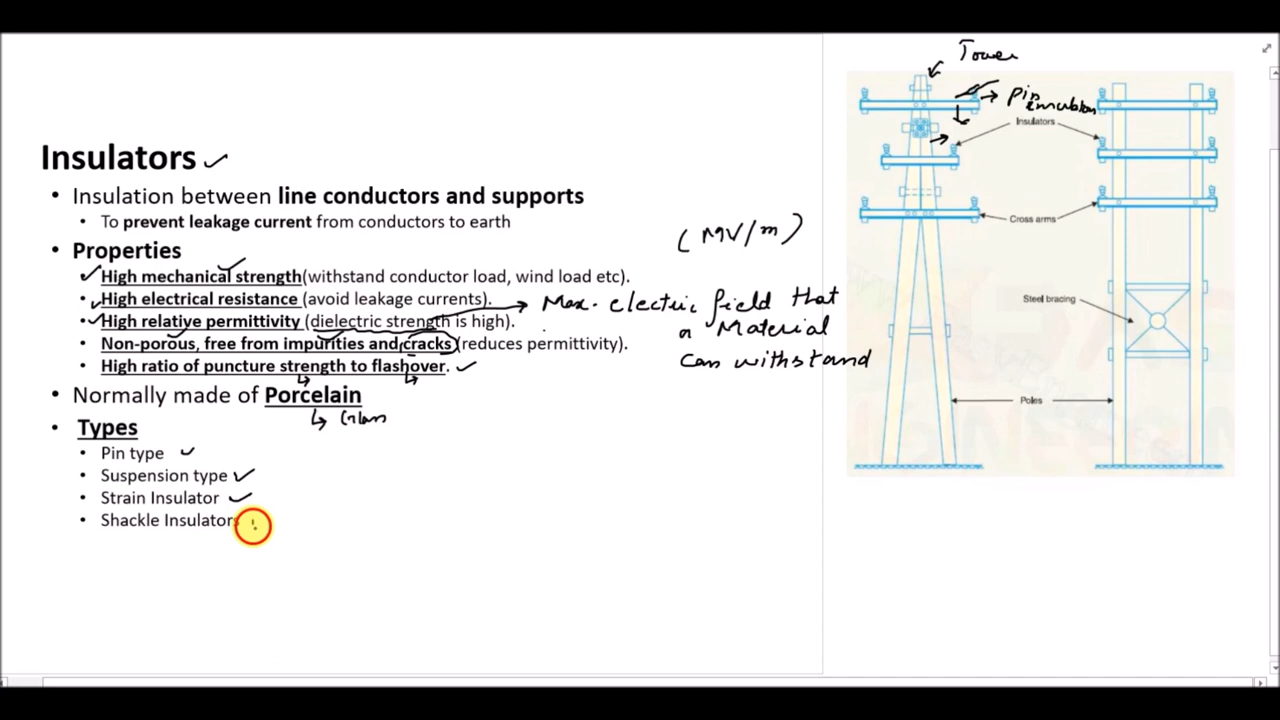 Insulators
• Insulation between line conductors and supports
• To prevent leakage current from conductors to earth
• Properties
• High mechanical strength(withstand conductor load, wind load etc).
• High electrical resistance (avoid leakage currents).
• High relative permittivity (dielectric strength is high).
• Non-porous, free from impurities and cracks (reduces permittivity).
• High ratio of puncture strength to flashover.
• Normally made of Porcelain
Glass
• Types
• Pin type
• Suspension type
• Strain Insulator
• Shackle Insulator
(MV/m)
Max. electric field that
a Material
can withstand
Tower
Pin
insulators
Insulators
Cross arms
Steel bracing
Poles